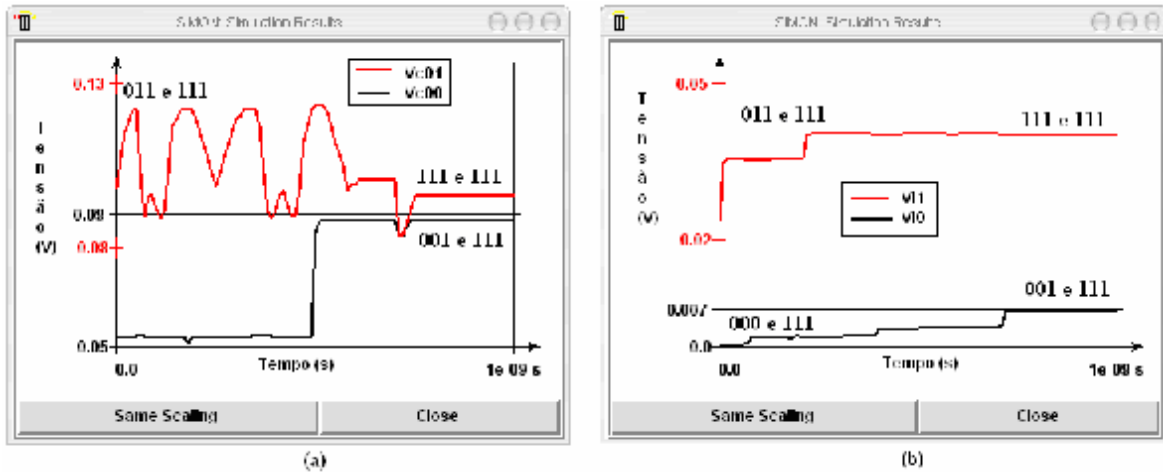 SIMON: Simulation Results
0.13
011 e 111
Vc01
Vc00
Tensão (V)
111 e 111
0.09
0.08
001 e 111
0.05
0.0
Tempo (s)
1e-09 s
Same Scaling
Close
(a)
SIMON: Simulation Results
0.05
Tensão (V)
011 e 111
111 e 111
VI1
VI0
0.02
001 e 111
0.007
000 e 111
0.0
0.0
Tempo (s)
1e-09 s
Same Scaling
Close
(b)